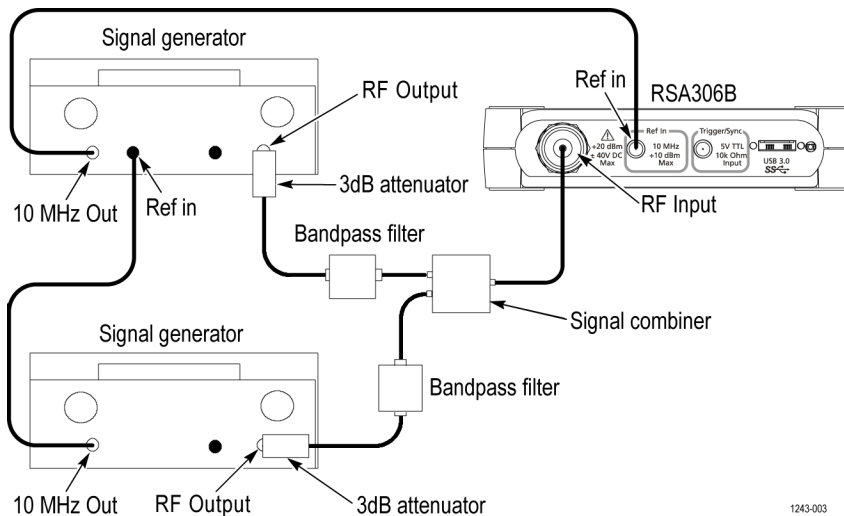 Signal generator
RF Output
3dB attenuator
10 MHz Out
Ref in
Bandpass filter
Ref in
RSA306B
+20 dBm
± 40V DC
Max
Ref In
10 MHz
+10 dBm
Max
Trigger/Sync
5V TTL
10k Ohm
Input
USB 3.0
SS
RF Input
Signal combiner
Signal generator
Bandpass filter
10 MHz Out
RF Output
3dB attenuator
1243-003